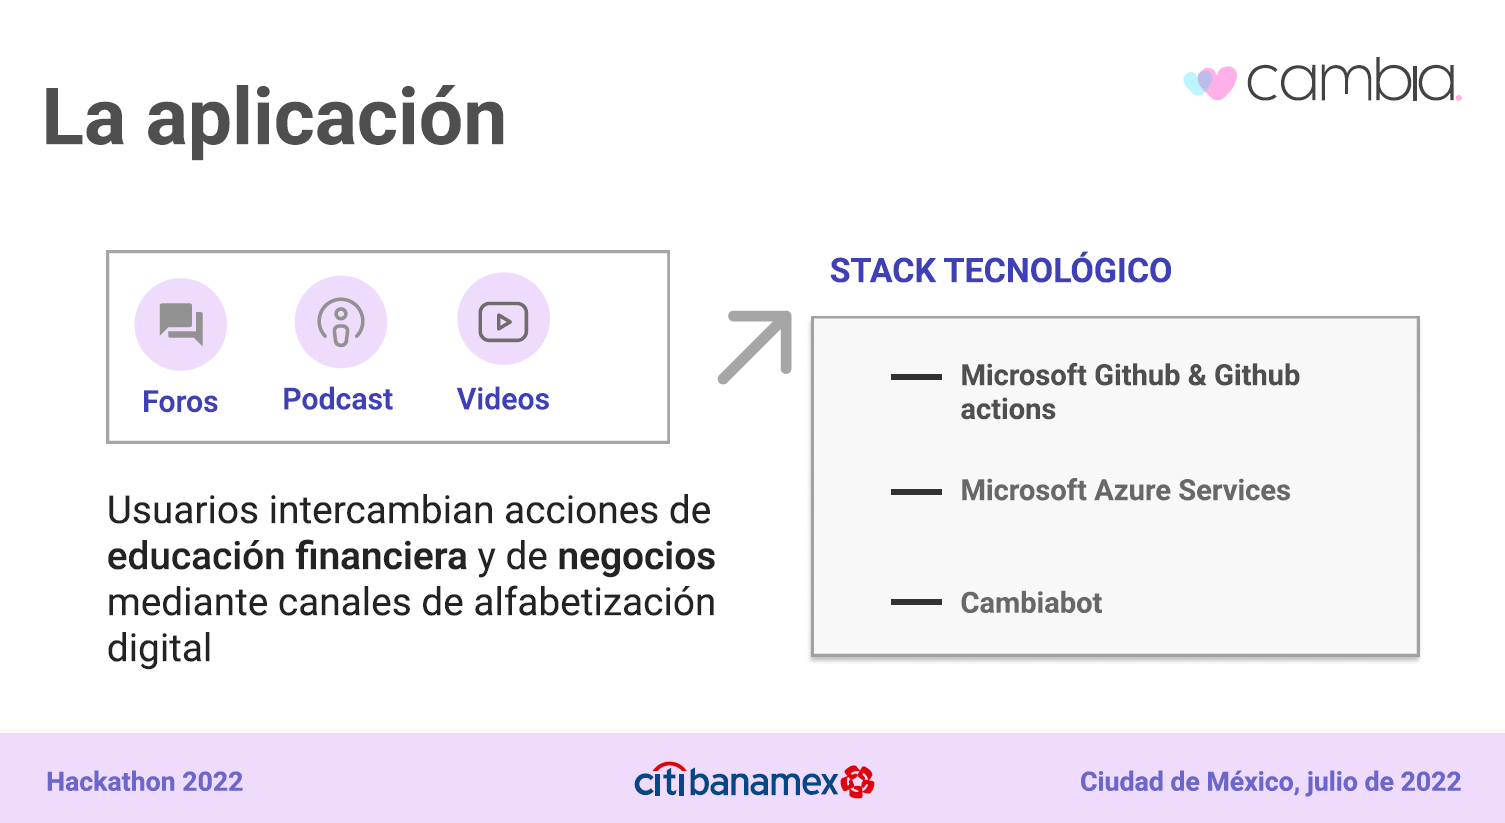 La aplicación
cambia.
Foros
Podcast
Videos
Usuarios intercambian acciones de
educación financiera y de negocios
mediante canales de alfabetización
digital
STACK TECNOLÓGICO
Microsoft Github & Github
actions
Microsoft Azure Services
Cambiabot
Hackathon 2022
citibanamex
Ciudad de México, julio de 2022